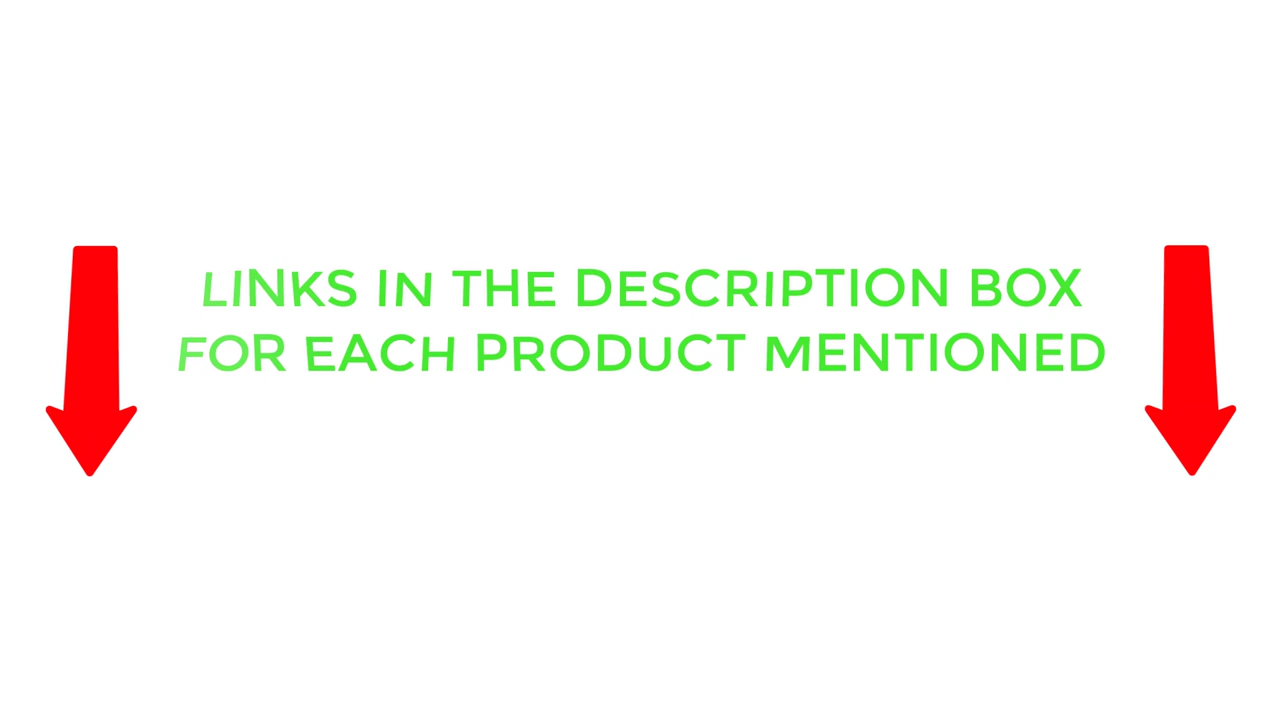 LINKS IN THE DESCRIPTION BOX
FOR EACH PRODUCT MENTIONED